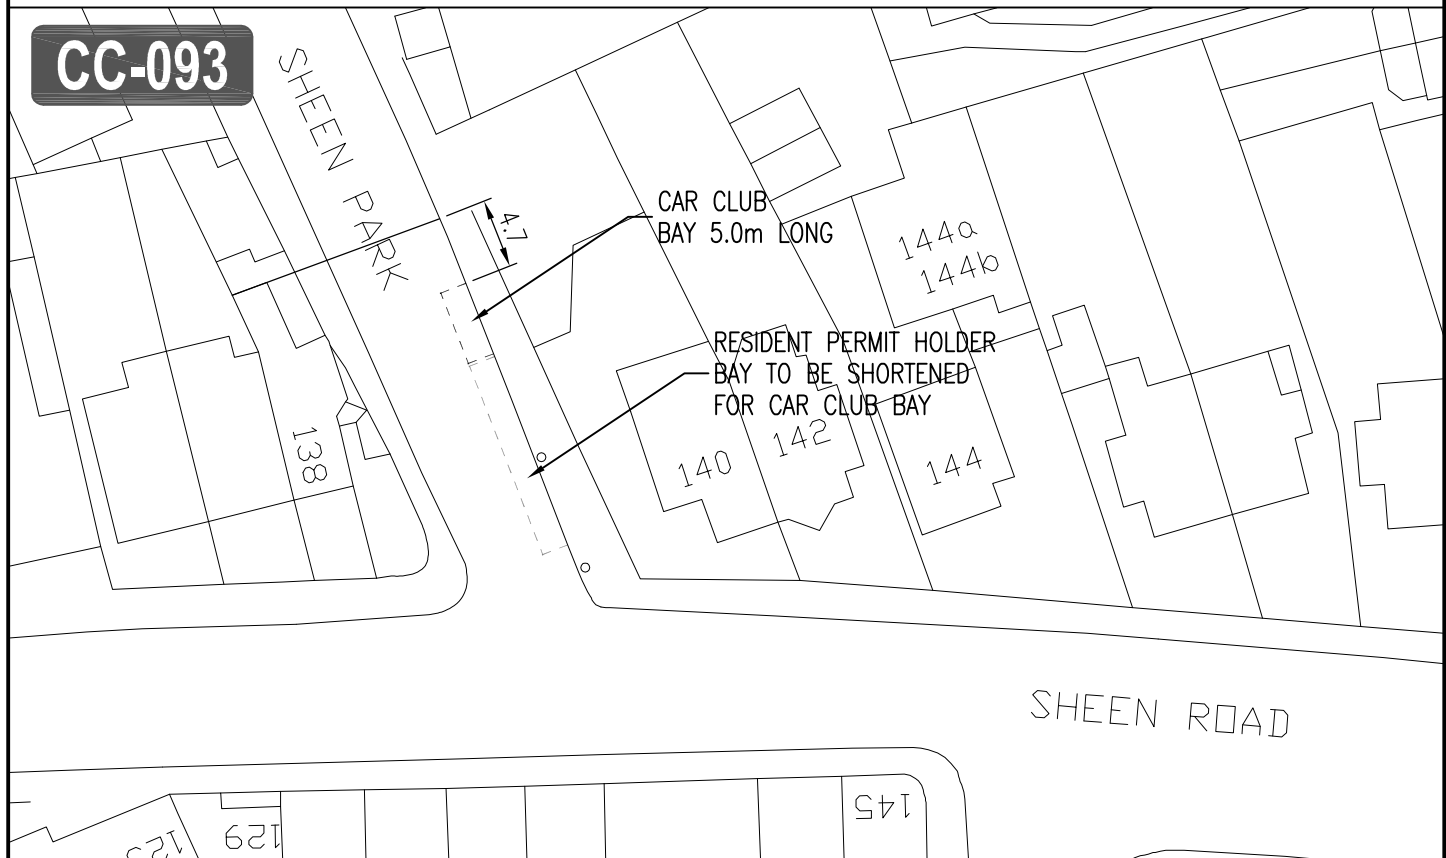 CC-093
SHEEN PARK
4.7
CAR CLUB
BAY 5.0m LONG
144a
144b
RESIDENT PERMIT HOLDER
BAY TO BE SHORTENED
FOR CAR CLUB BAY
138
140
142
144
SHEEN ROAD
145
129